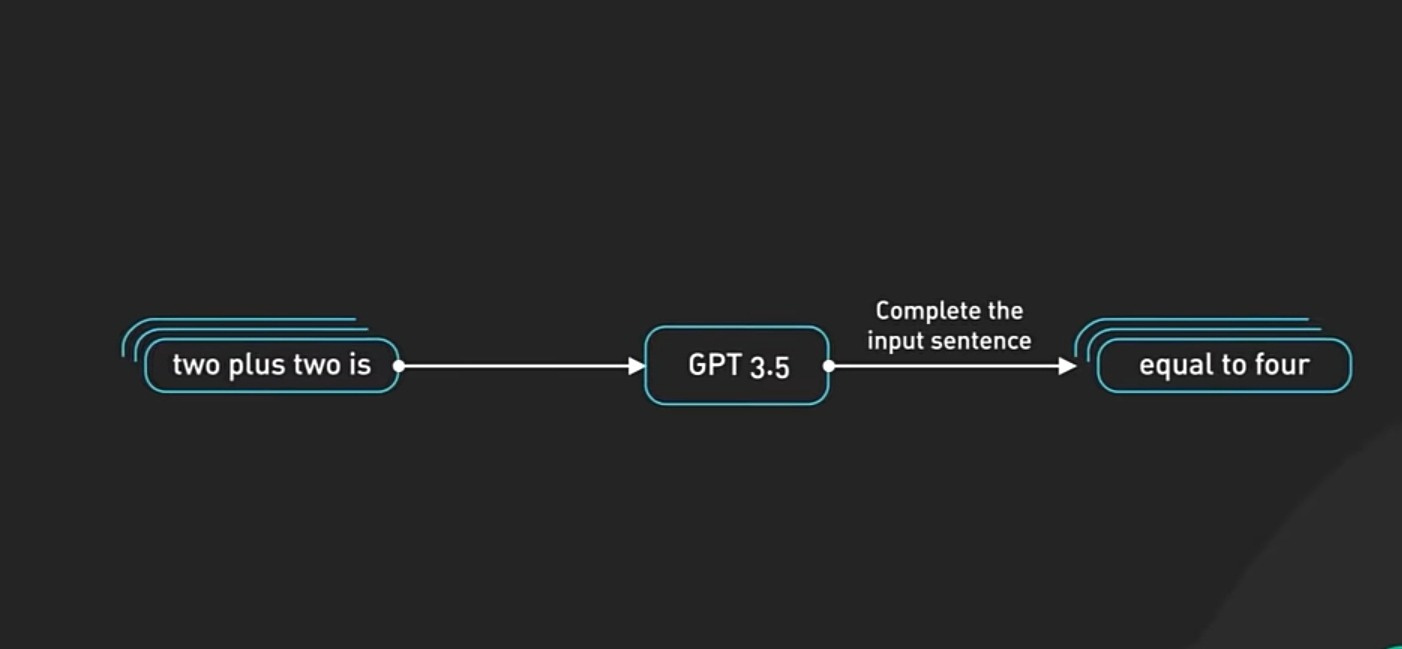 two plus two is
GPT 3.5
Complete the
input sentence
equal to four